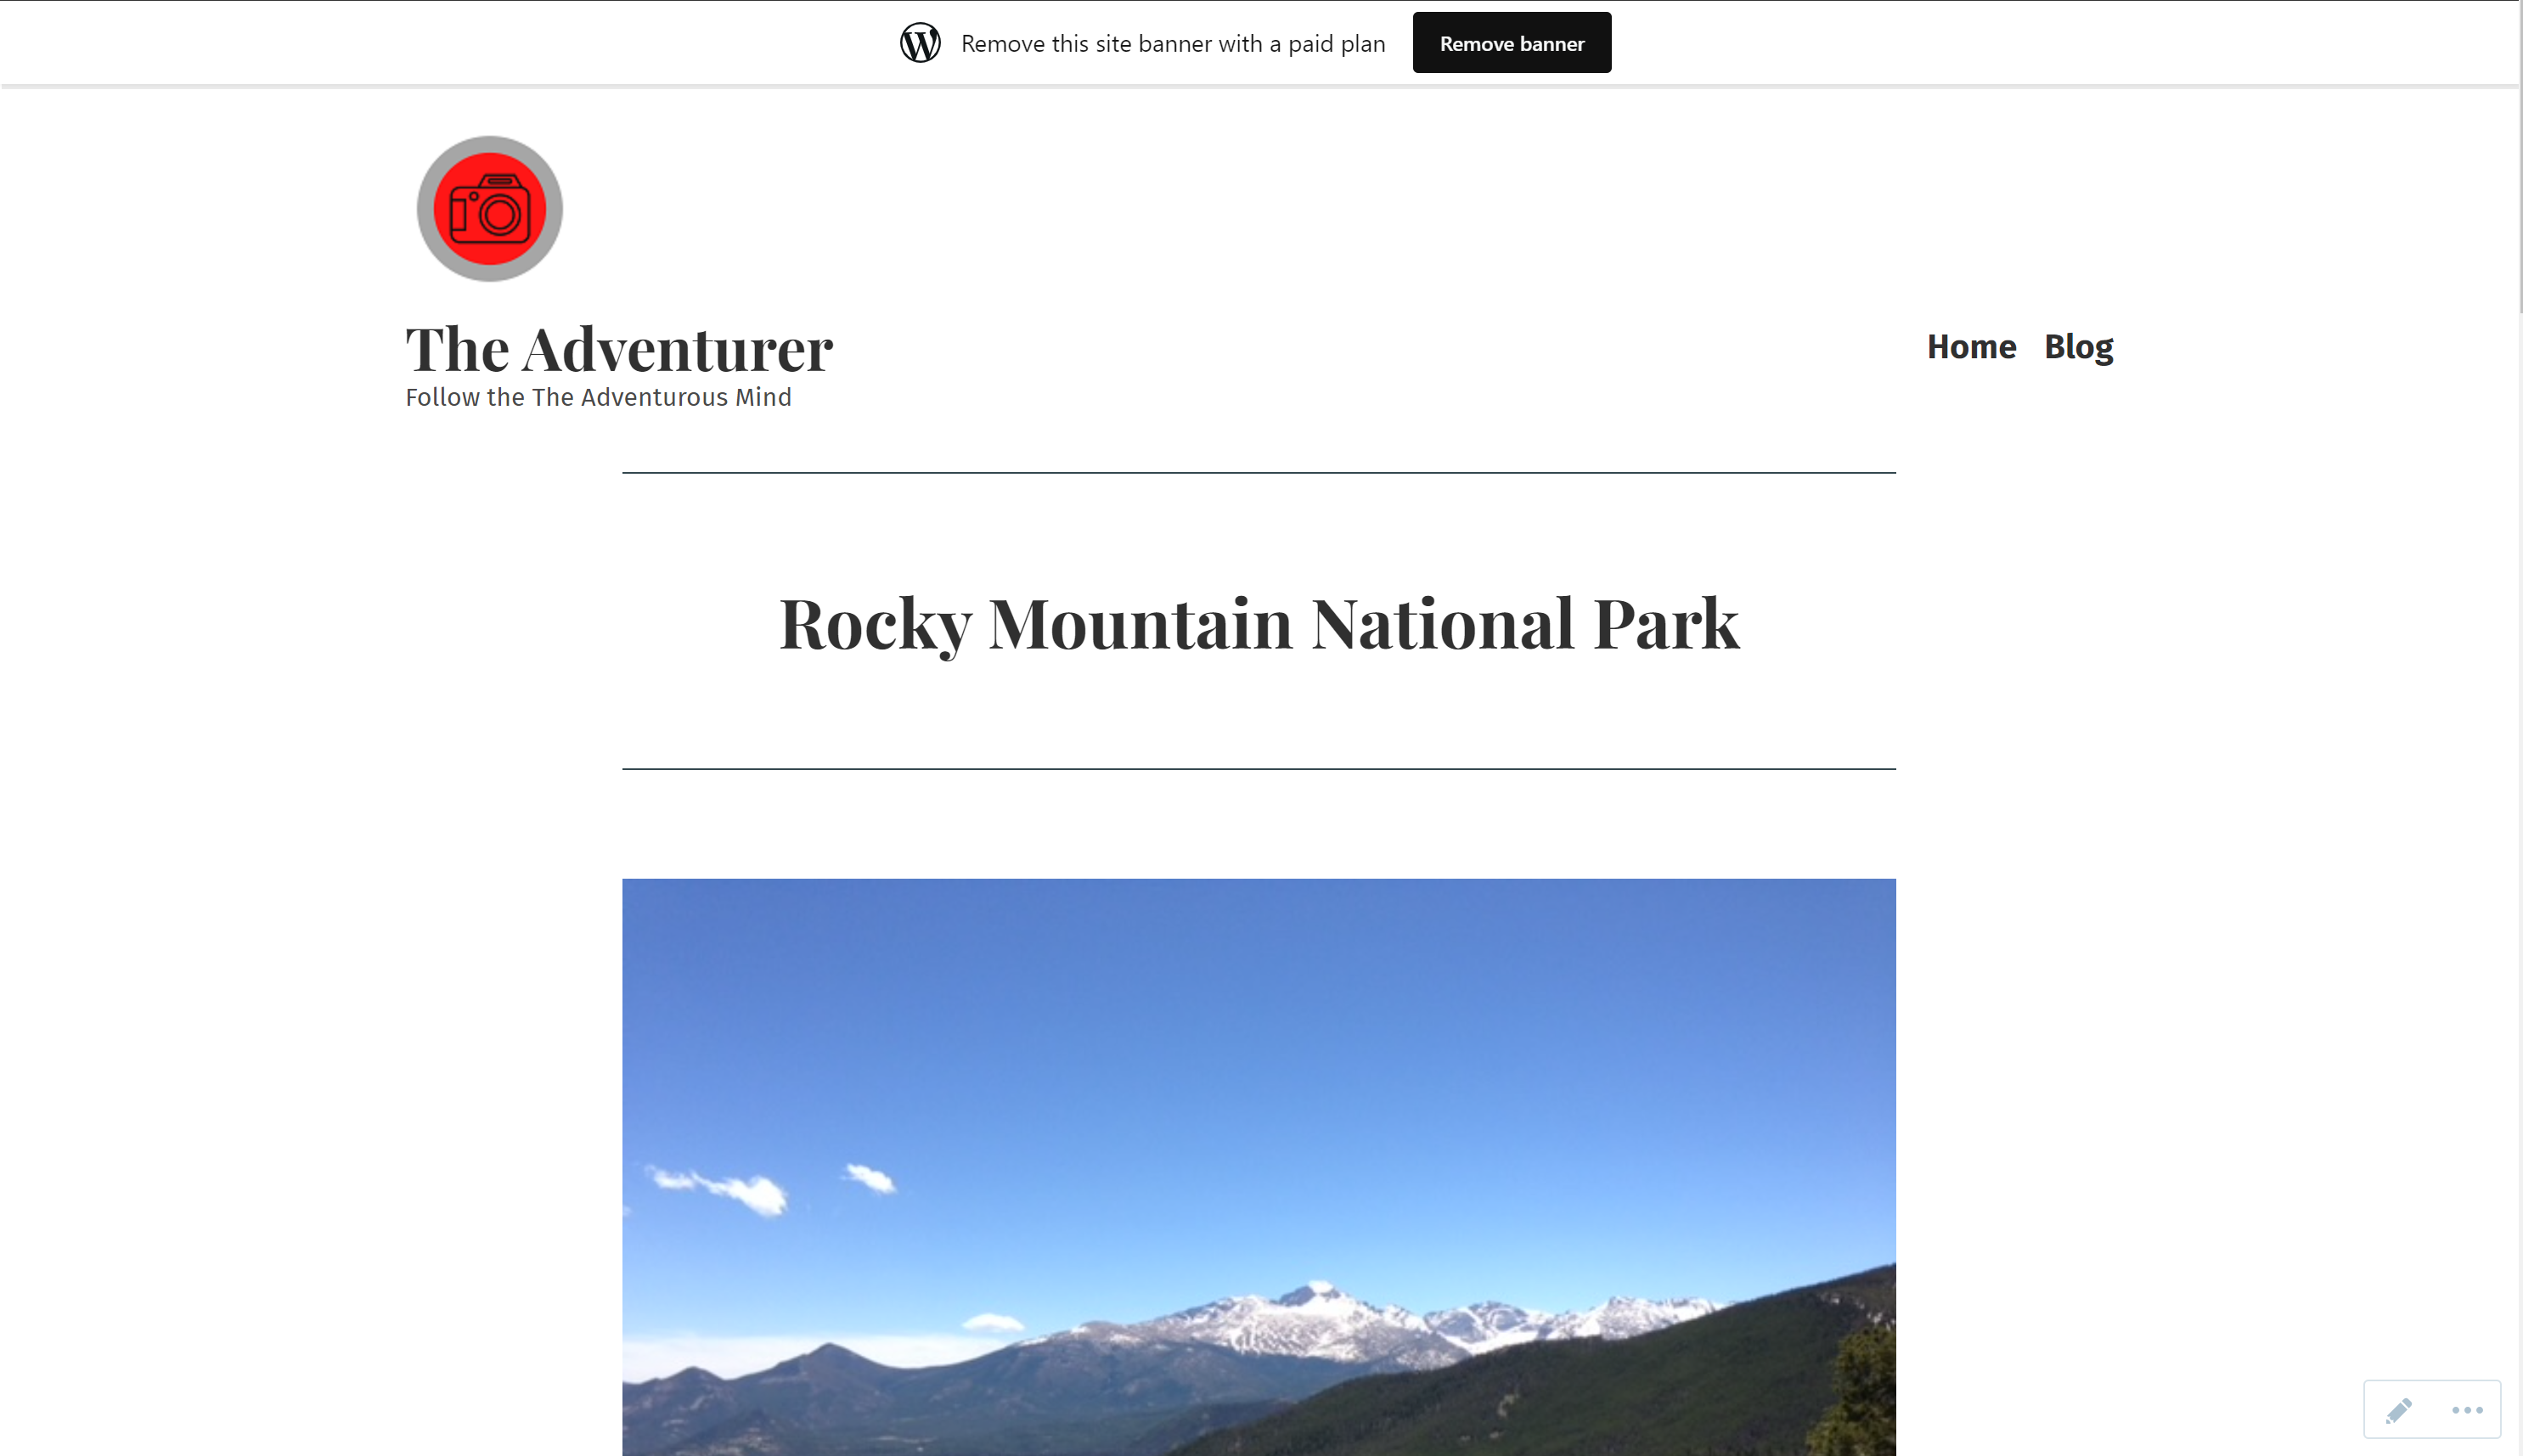 Remove this site banner with a paid plan
Remove banner
The Adventurer
Follow the The Adventurous Mind
Home Blog
Rocky Mountain National Park